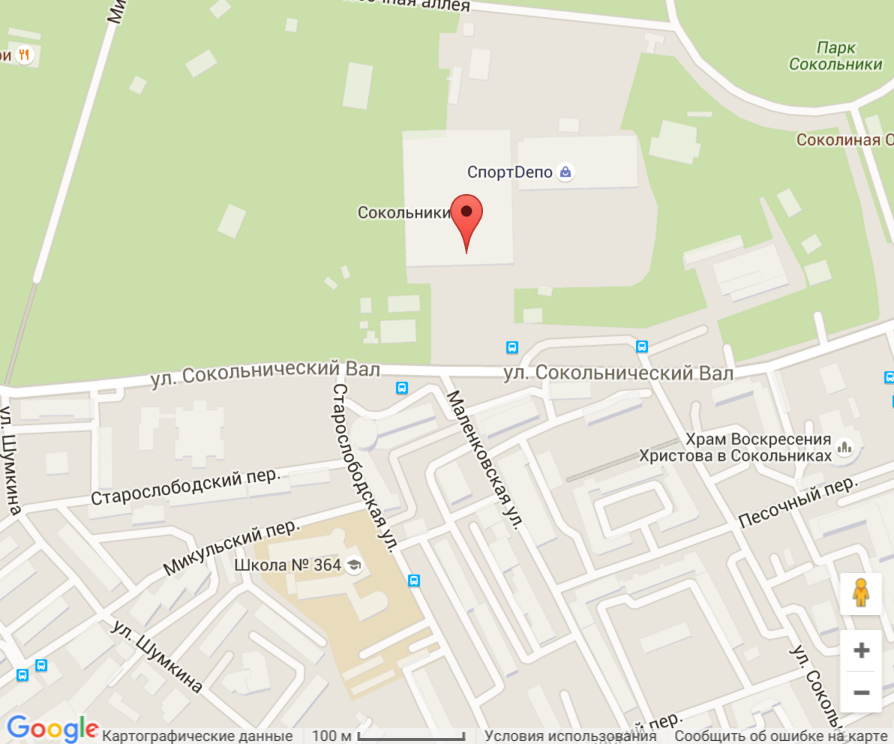 Парк
Сокольники
Соколиная
СпортDепо
Сокольники
ул. Сокольнический Вал
ул. Сокольнический Вал
ул. Шумкина
Старослободская ул.
Маленковская ул.
Храм Воскресения
Христова в Сокольниках
Старослободский пер.
Песочный пер.
Микульский пер.
Школа № 364
ул. Шумкина
ул.
пер.
Google
Картографические данные
100 м
Условия использования
Сообщить об ошибке на карте